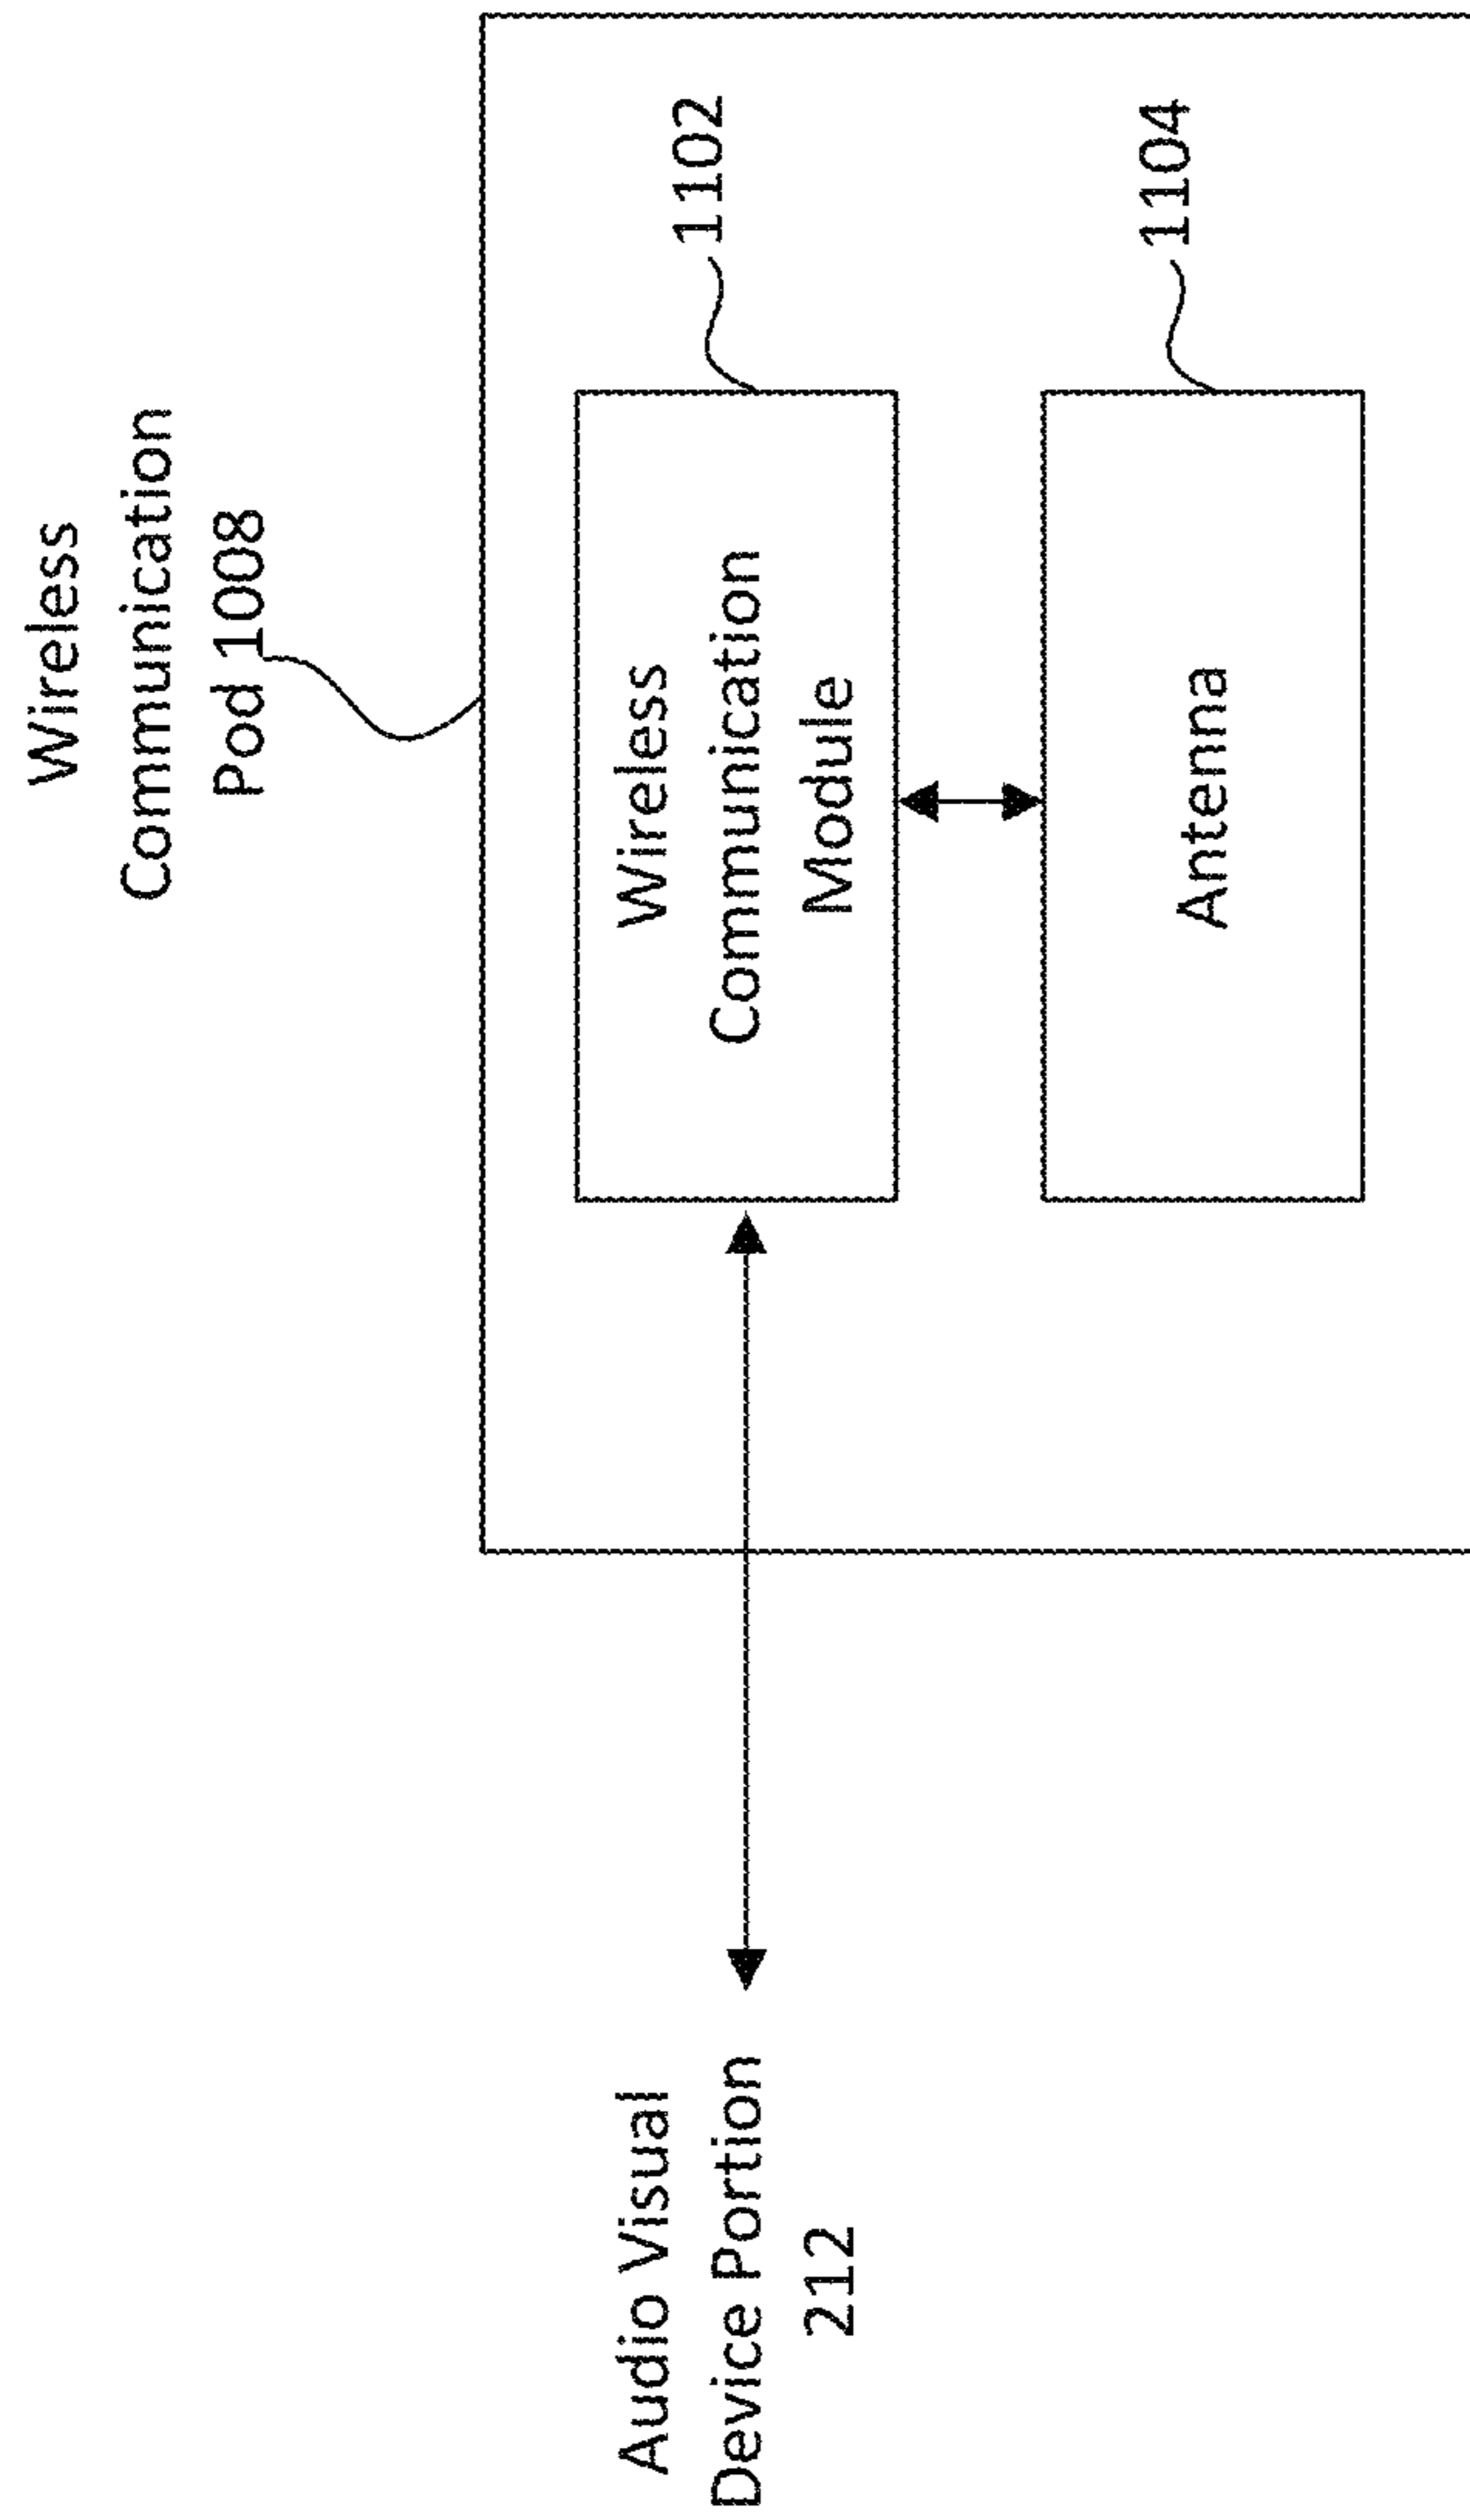 Wireless
Communication
Pod 1008
1102
Wireless
Communication
Module
1104
Antenna
Audio Visual
Device Portion
212